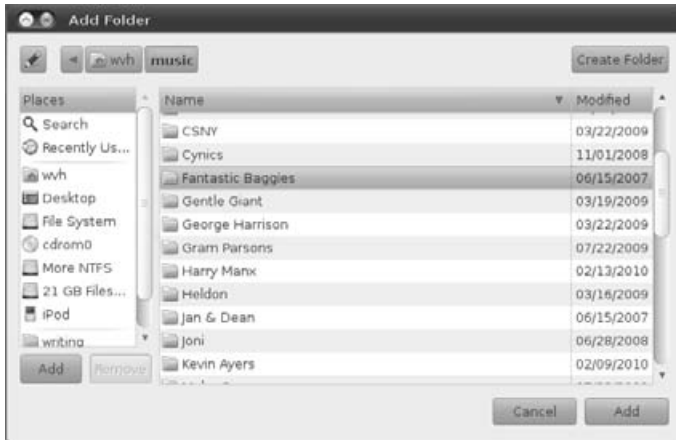 Add Folder
wvh music Create Folder
Places
Search
Recently Us...
wvh
Desktop
File System
cdrom0
More NTFS
21 GB Files...
iPod
writing
Add Remove
Name Modified
CSNY 03/22/2009
Cynics 11/01/2008
Fantastic Baggies 06/15/2007
Gentle Giant 03/19/2009
George Harrison 03/22/2009
Gram Parsons 07/22/2009
Harry Manx 02/13/2010
Heldon 03/16/2009
Jan & Dean 06/15/2007
Joni 06/28/2008
Kevin Ayers 02/09/2010
Cancel Add